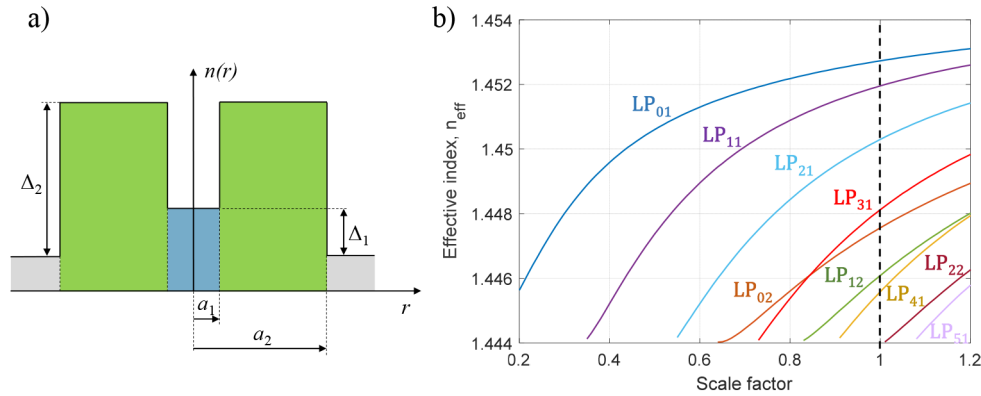 a)
n(r)
Δ2
Δ1
a1
a2
r
b)
Effective index, neff
1.454
1.452
1.45
1.448
1.446
1.444
LP01
LP11
LP21
LP31
LP02
LP12
LP41
LP22
LP51
0.2 0.4 0.6 0.8 1 1.2
Scale factor